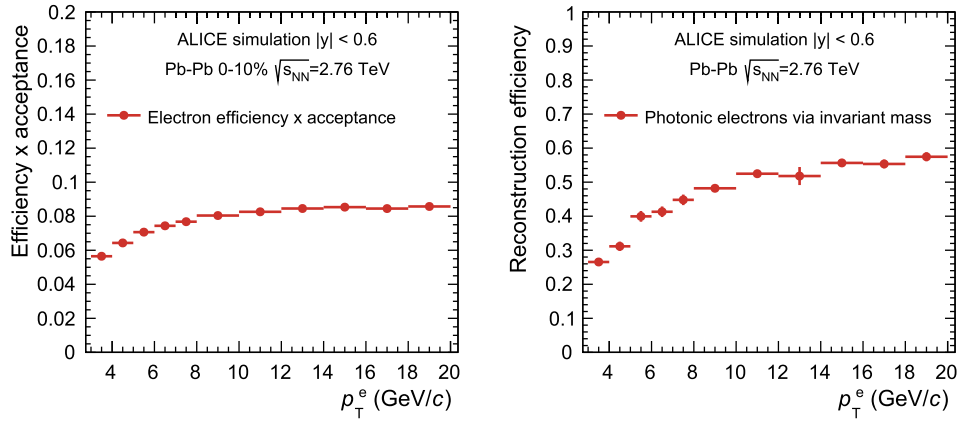 0.2
0.18
0.16
0.14
0.12
0.1
0.08
0.06
0.04
0.02
0
Efficiency x acceptance
ALICE simulation |y| < 0.6
Pb-Pb 0-10% √sNN=2.76 TeV
Electron efficiency x acceptance
4 6 8 10 12 14 16 18 20
pTe (GeV/c)
1
0.9
0.8
0.7
0.6
0.5
0.4
0.3
0.2
0.1
0
Reconstruction efficiency
ALICE simulation |y| < 0.6
Pb-Pb √sNN=2.76 TeV
Photonic electrons via invariant mass
4 6 8 10 12 14 16 18 20
pTe (GeV/c)